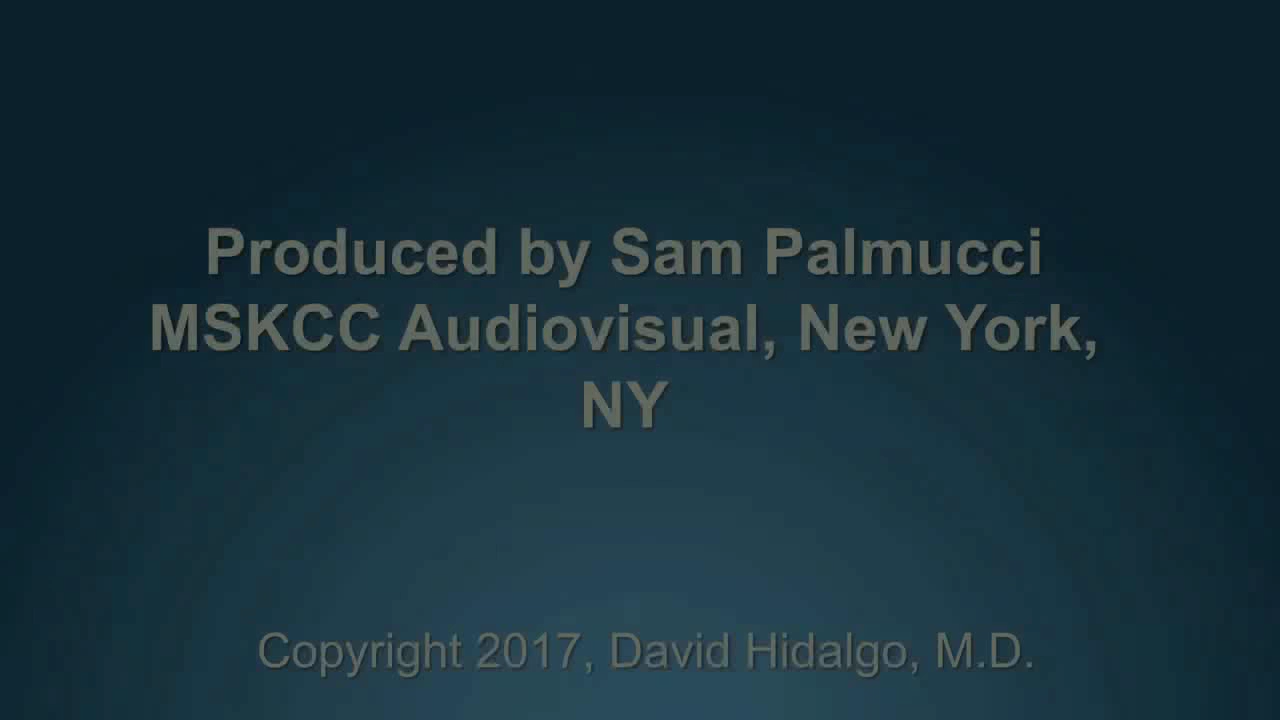 Produced by Sam Palmucci
MSKCC Audiovisual, New York,
NY
Copyright 2017, David Hidalgo, M.D.